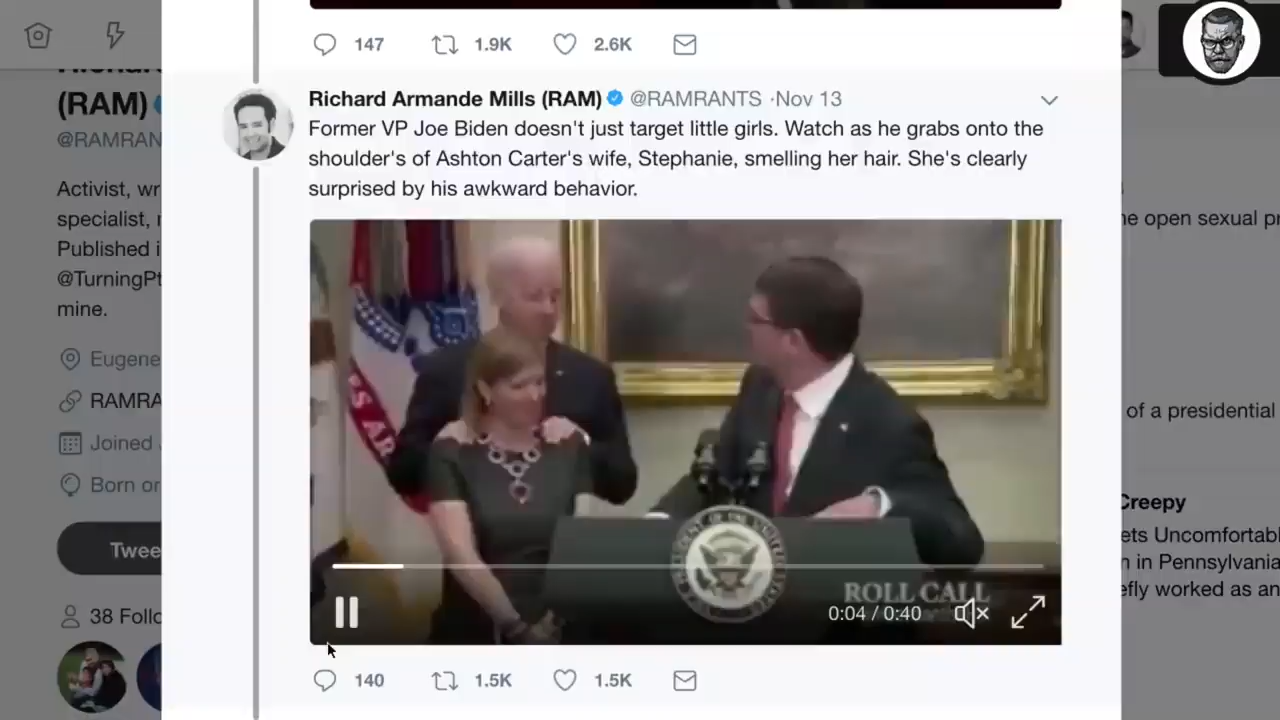 147 1.9K 2.6K
(RAM)
@RAMRAN
Activist, wr
specialist,
Published i
@TurningPt
mine.
Eugene
RAMRA
Joined
Born or
Twee
38 Follo
Richard Armande Mills (RAM) @RAMRANTS · Nov 13
Former VP Joe Biden doesn't just target little girls. Watch as he grabs onto the
shoulder's of Ashton Carter's wife, Stephanie, smelling her hair. She's clearly
surprised by his awkward behavior.
ROLL CALL
0:04 / 0:40
140 1.5K 1.5K
ne open sexual pr
of a presidential
Creepy
ets Uncomfortabl
n in Pennsylvania
efly worked as an